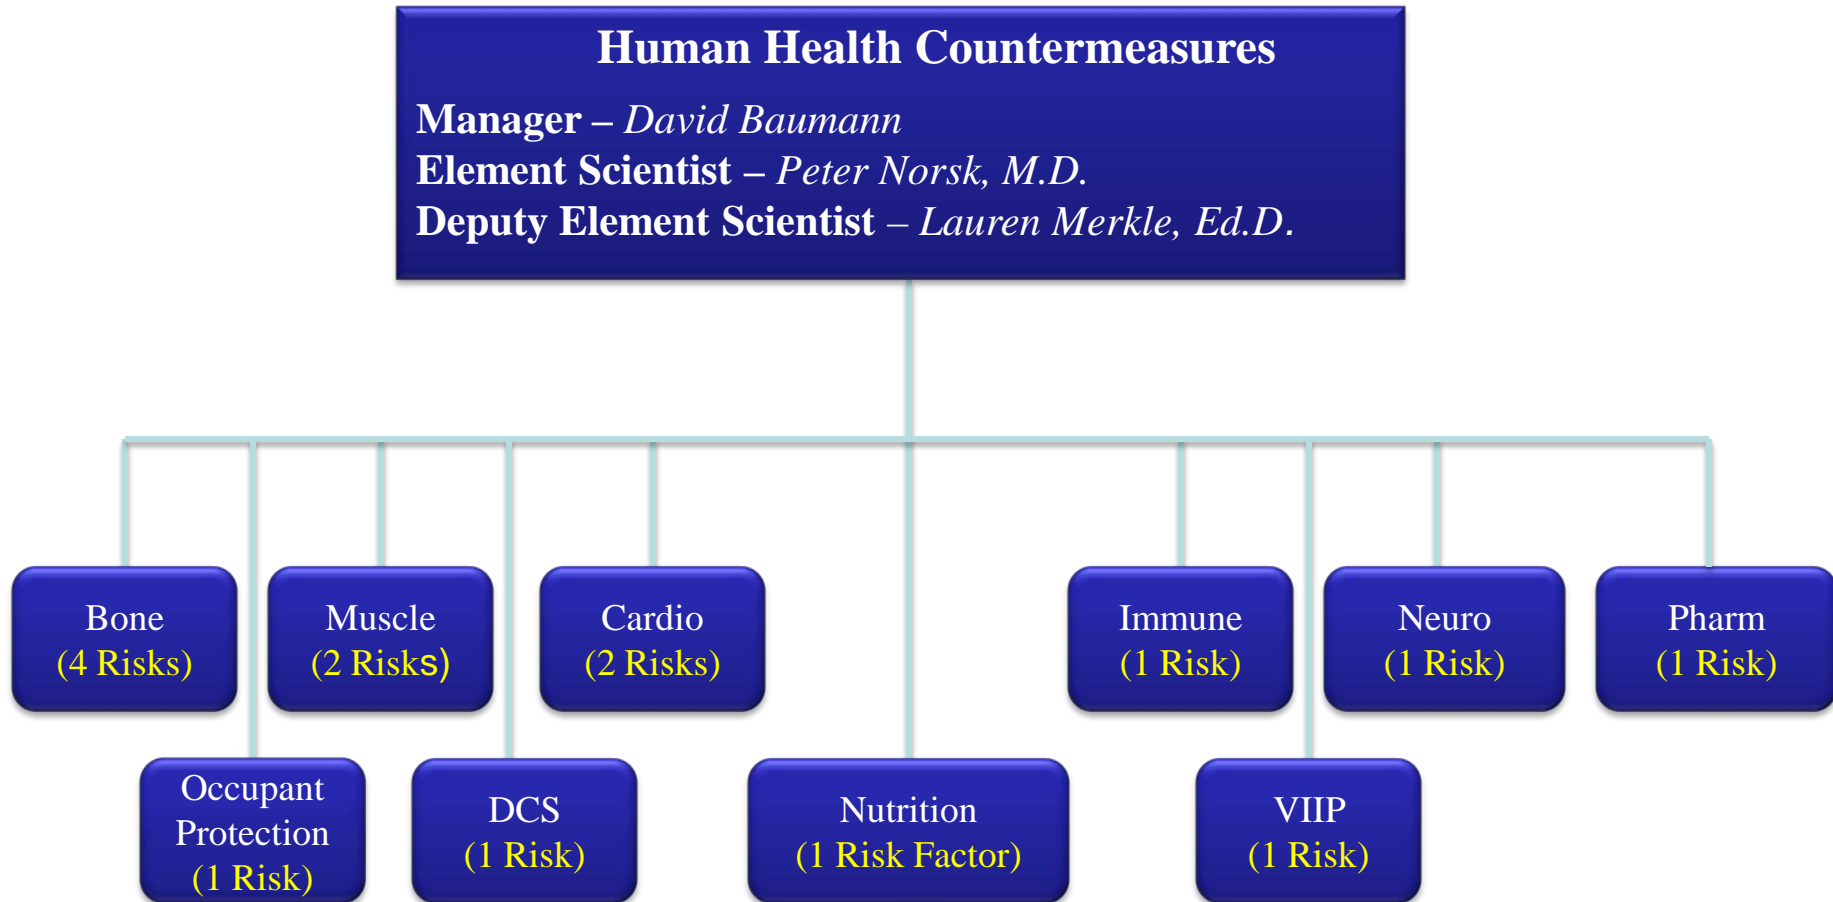 Human Health Countermeasures
Manager – David Baumann
Element Scientist – Peter Norsk, M.D.
Deputy Element Scientist – Lauren Merkle, Ed.D.
Bone
(4 Risks)
Muscle
(2 Risks)
Cardio
(2 Risks)
Immune
(1 Risk)
Neuro
(1 Risk)
Pharm
(1 Risk)
Occupant
Protection
(1 Risk)
DCS
(1 Risk)
Nutrition
(1 Risk Factor)
VIIP
(1 Risk)